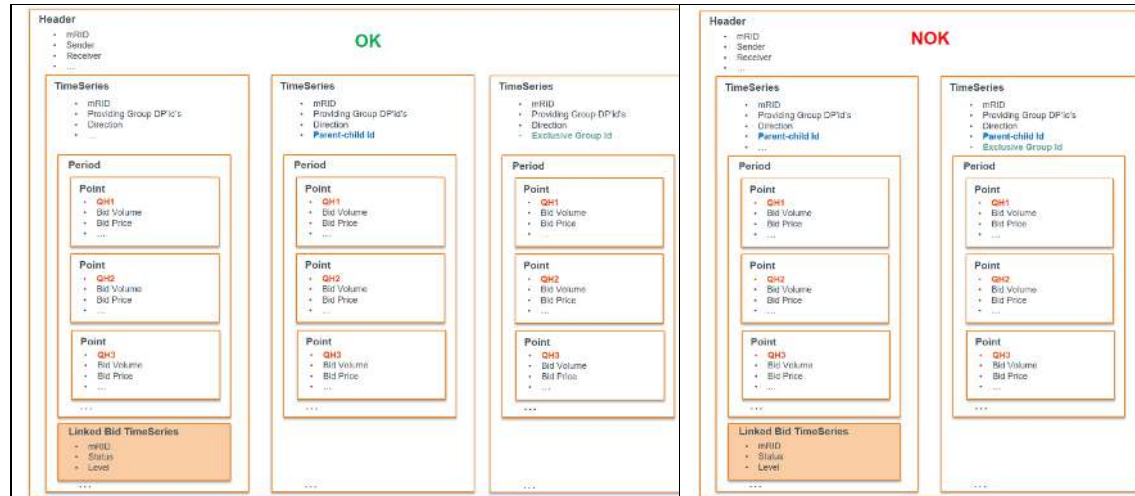 Header
• mRID
• Sender
• Receiver
• ...
OK
TimeSeries
• mRID
• Providing Group DP'id's
• Direction
• ...
Period
Point
• QH1
• Bid Volume
• Bid Price
• ...
Point
• QH2
• Bid Volume
• Bid Price
• ...
Point
• QH3
• Bid Volume
• Bid Price
• ...
...
Linked Bid TimeSeries
• mRID
• Status
• Level
...
TimeSeries
• mRID
• Providing Group DP'id's
• Direction
• Parent-child Id
Period
Point
• QH1
• Bid Volume
• Bid Price
• ...
Point
• QH2
• Bid Volume
• Bid Price
• ...
Point
• QH3
• Bid Volume
• Bid Price
• ...
...
...
TimeSeries
• mRID
• Providing Group DP'id's
• Direction
• Exclusive Group Id
Period
Point
• QH1
• Bid Volume
• Bid Price
• ...
Point
• QH2
• Bid Volume
• Bid Price
• ...
Point
• QH3
• Bid Volume
• Bid Price
• ...
...
...
Header
• mRID
• Sender
• Receiver
• ...
NOK
TimeSeries
• mRID
• Providing Group DP'id's
• Direction
• Parent-child Id
• ...
Period
Point
• QH1
• Bid Volume
• Bid Price
• ...
Point
• QH2
• Bid Volume
• Bid Price
• ...
Point
• QH3
• Bid Volume
• Bid Price
• ...
...
Linked Bid TimeSeries
• mRID
• Status
• Level
...
TimeSeries
• mRID
• Providing Group DP'id's
• Direction
• Parent-child Id
• Exclusive Group Id
Period
Point
• QH1
• Bid Volume
• Bid Price
• ...
Point
• QH2
• Bid Volume
• Bid Price
• ...
Point
• QH3
• Bid Volume
• Bid Price
• ...
...
...